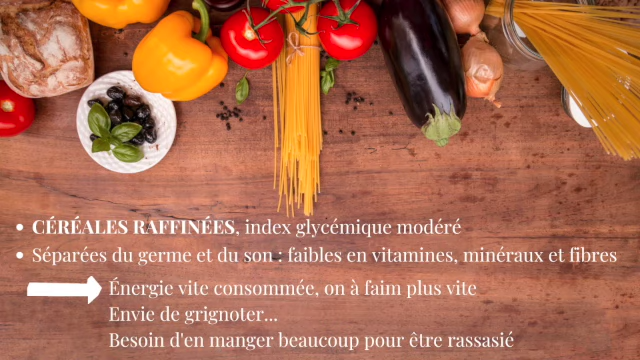 • CÉRÉALES RAFFINÉES, index glycémique modéré
• Séparées du germe et du son : faibles en vitamines, minéraux et fibres
Énergie vite consommée, on à faim plus vite
Envie de grignoter...
Besoin d'en manger beaucoup pour être rassasié